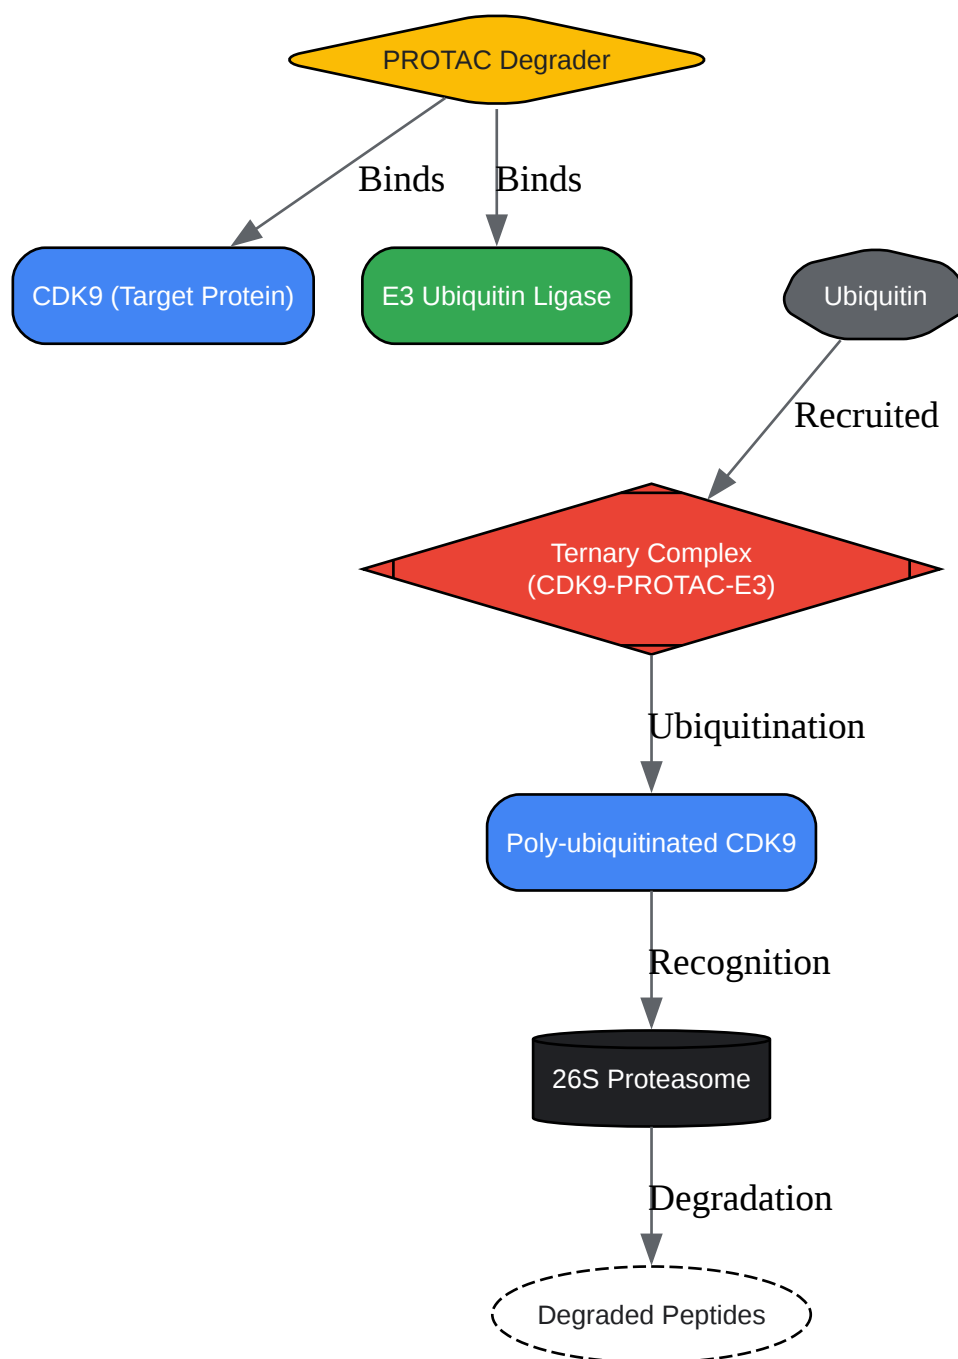 PROTAC Degrader
Binds
Binds
CDK9 (Target Protein)
E3 Ubiquitin Ligase
Ubiquitin
Recruited
Ternary Complex
(CDK9-PROTAC-E3)
Ubiquitination
Poly-ubiquitinated CDK9
Recognition
26S Proteasome
Degradation
Degraded Peptides